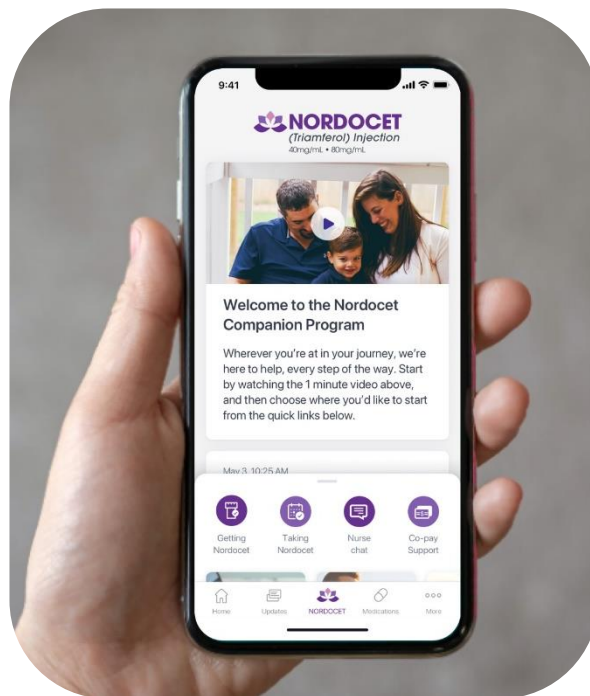 9:41
NORDOCET
(Triamferol) Injection
40mg/mL • 80mg/mL
Welcome to the Nordocet
Companion Program
Wherever you're at in your journey, we're
here to help, every step of the way. Start
by watching the 1 minute video above,
and then choose where you'd like to start
from the quick links below.
May 3, 10:25 AM
Getting
Nordocet
Taking
Nordocet
Nurse
chat
Co-pay
Support
Home
Updates
NORDOCET
Medications
More